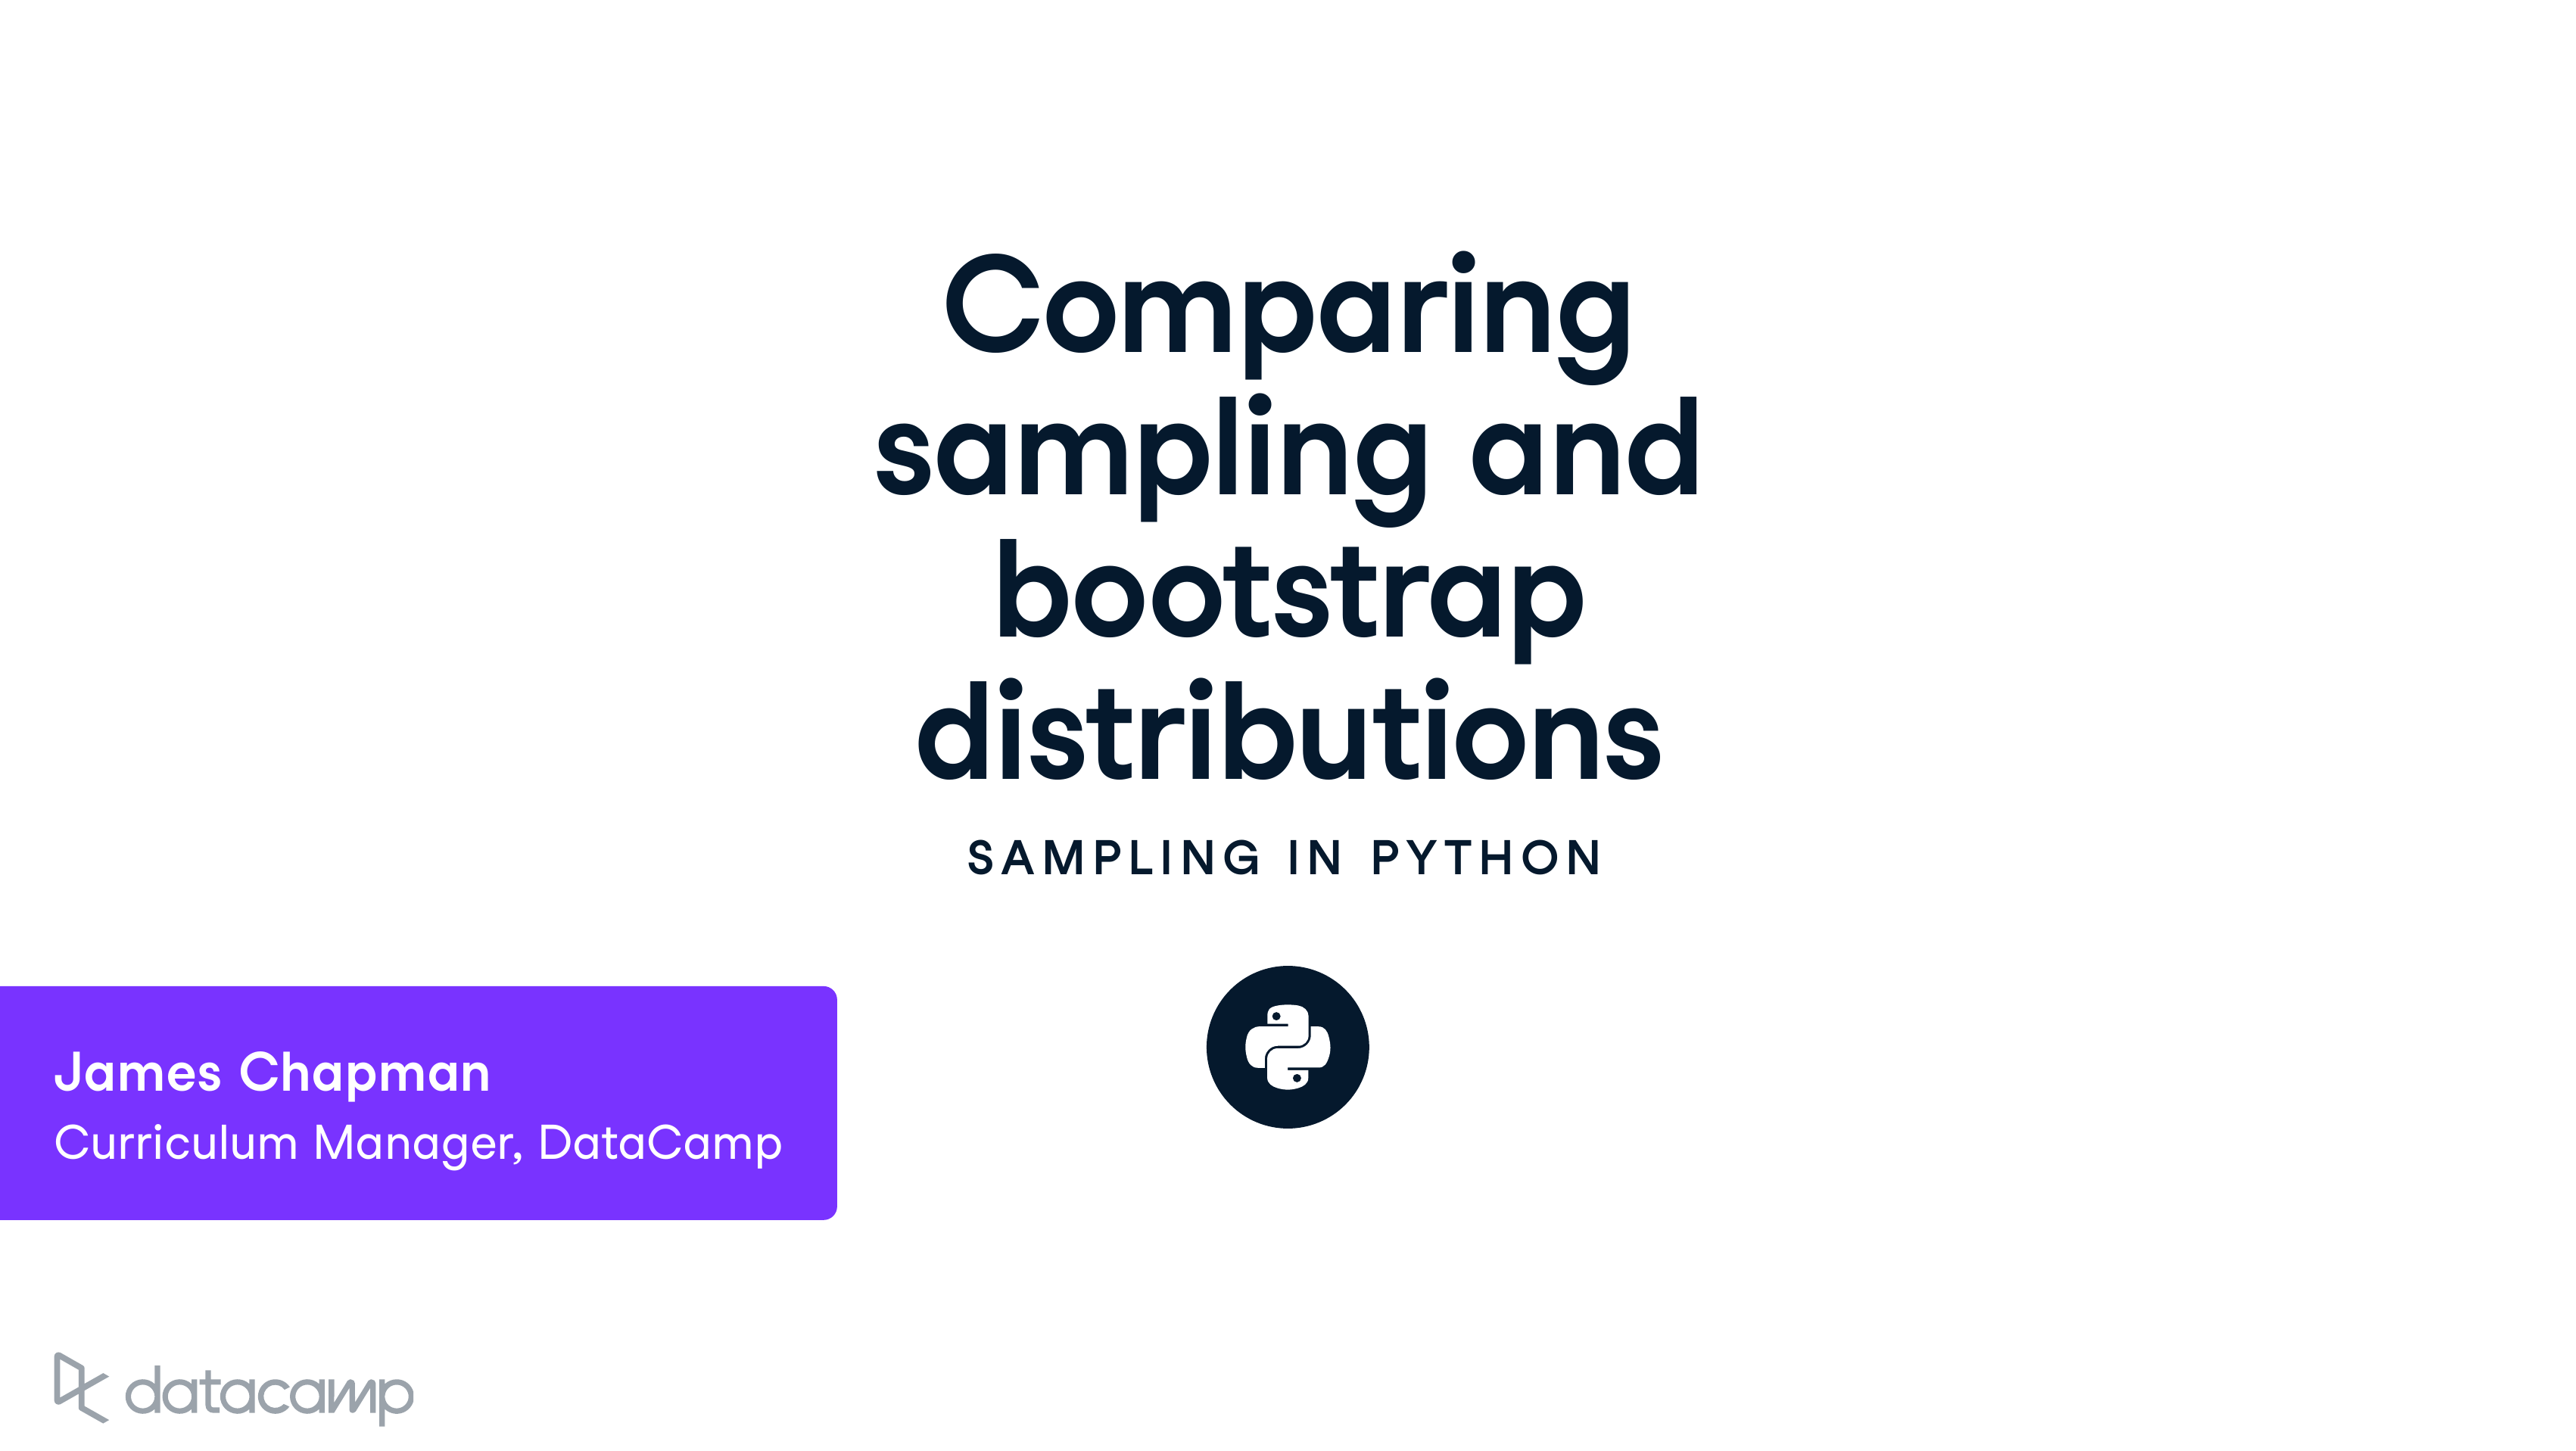 Comparing
sampling and
bootstrap
distributions
SAMPLING IN PYTHON
James Chapman
Curriculum Manager, DataCamp
datacamp